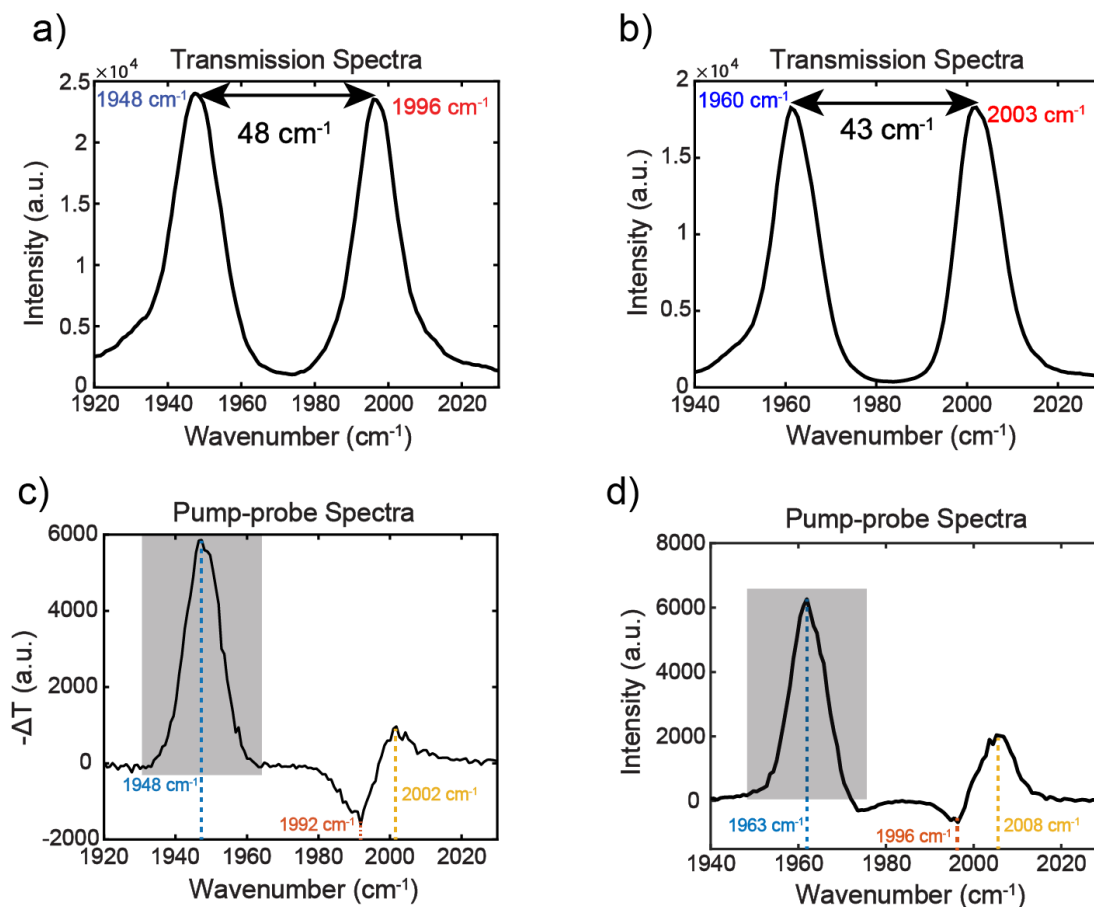 a)
Transmission Spectra
×10⁴
2.5
2
1.5
1
0.5
0
Intensity (a.u.)
1948 cm⁻¹
1996 cm⁻¹
48 cm⁻¹
1920 1940 1960 1980 2000 2020
Wavenumber (cm⁻¹)
b)
Transmission Spectra
×10⁴
2
1.5
1
0.5
0
Intensity (a.u.)
1960 cm⁻¹
2003 cm⁻¹
43 cm⁻¹
1940 1960 1980 2000 2020
Wavenumber (cm⁻¹)
c)
Pump-probe Spectra
6000
4000
2000
0
-2000
-ΔT (a.u.)
1948 cm⁻¹
1992 cm⁻¹
2002 cm⁻¹
1920 1940 1960 1980 2000 2020
Wavenumber (cm⁻¹)
d)
Pump-probe Spectra
8000
6000
4000
2000
0
Intensity (a.u.)
1963 cm⁻¹
1996 cm⁻¹
2008 cm⁻¹
1940 1960 1980 2000 2020
Wavenumber (cm⁻¹)